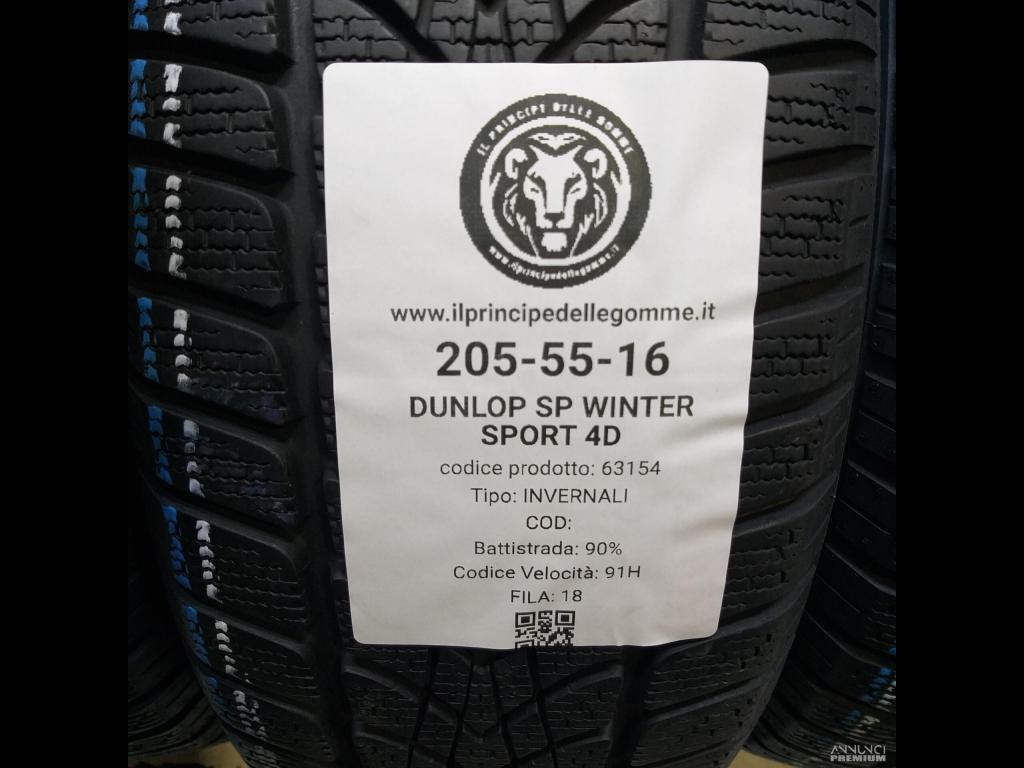 IL PRINCIPE DELLE GOMME
www.ilprincipedellegomme.it
www.ilprincipedellegomme.it
205-55-16
DUNLOP SP WINTER
SPORT 4D
codice prodotto: 63154
Tipo: INVERNALI
COD:
Battistrada: 90%
Codice Velocità: 91H
FILA: 18
ANNUNCI
PREMIUM